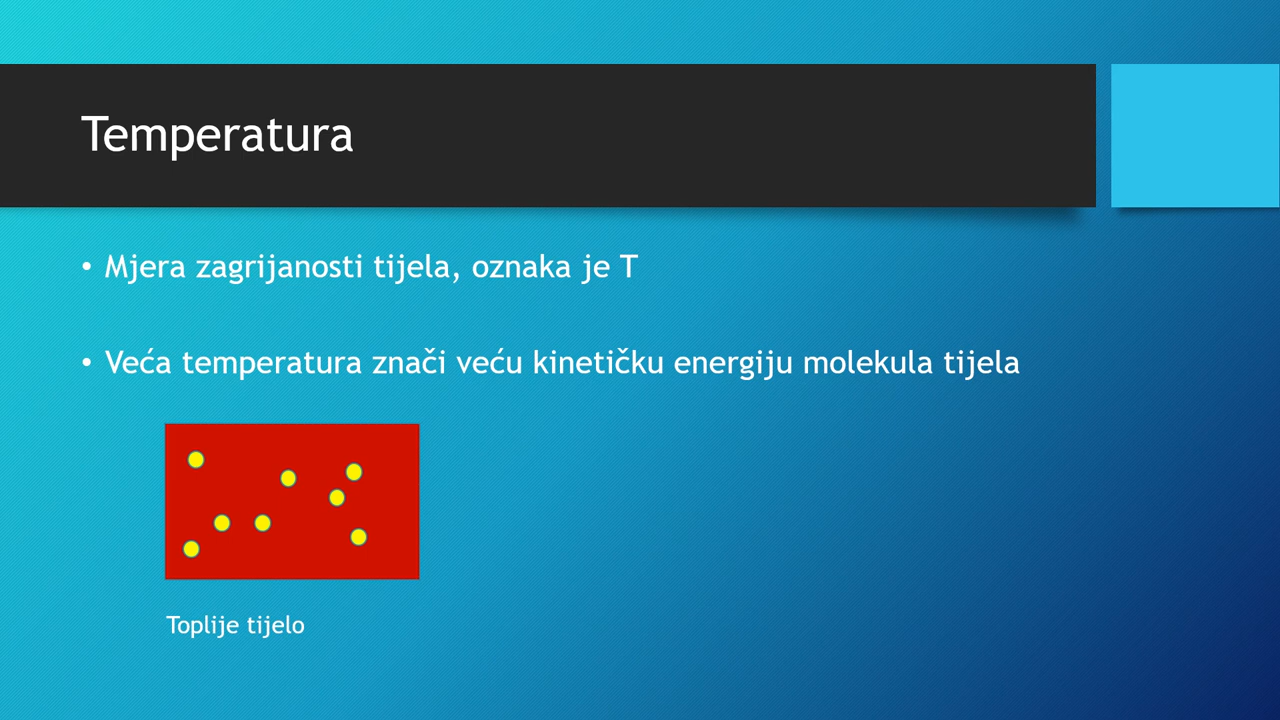 Temperatura
• Mjera zagrijanosti tijela, oznaka je T
• Veća temperatura znači veću kinetičku energiju molekula tijela
Toplije tijelo